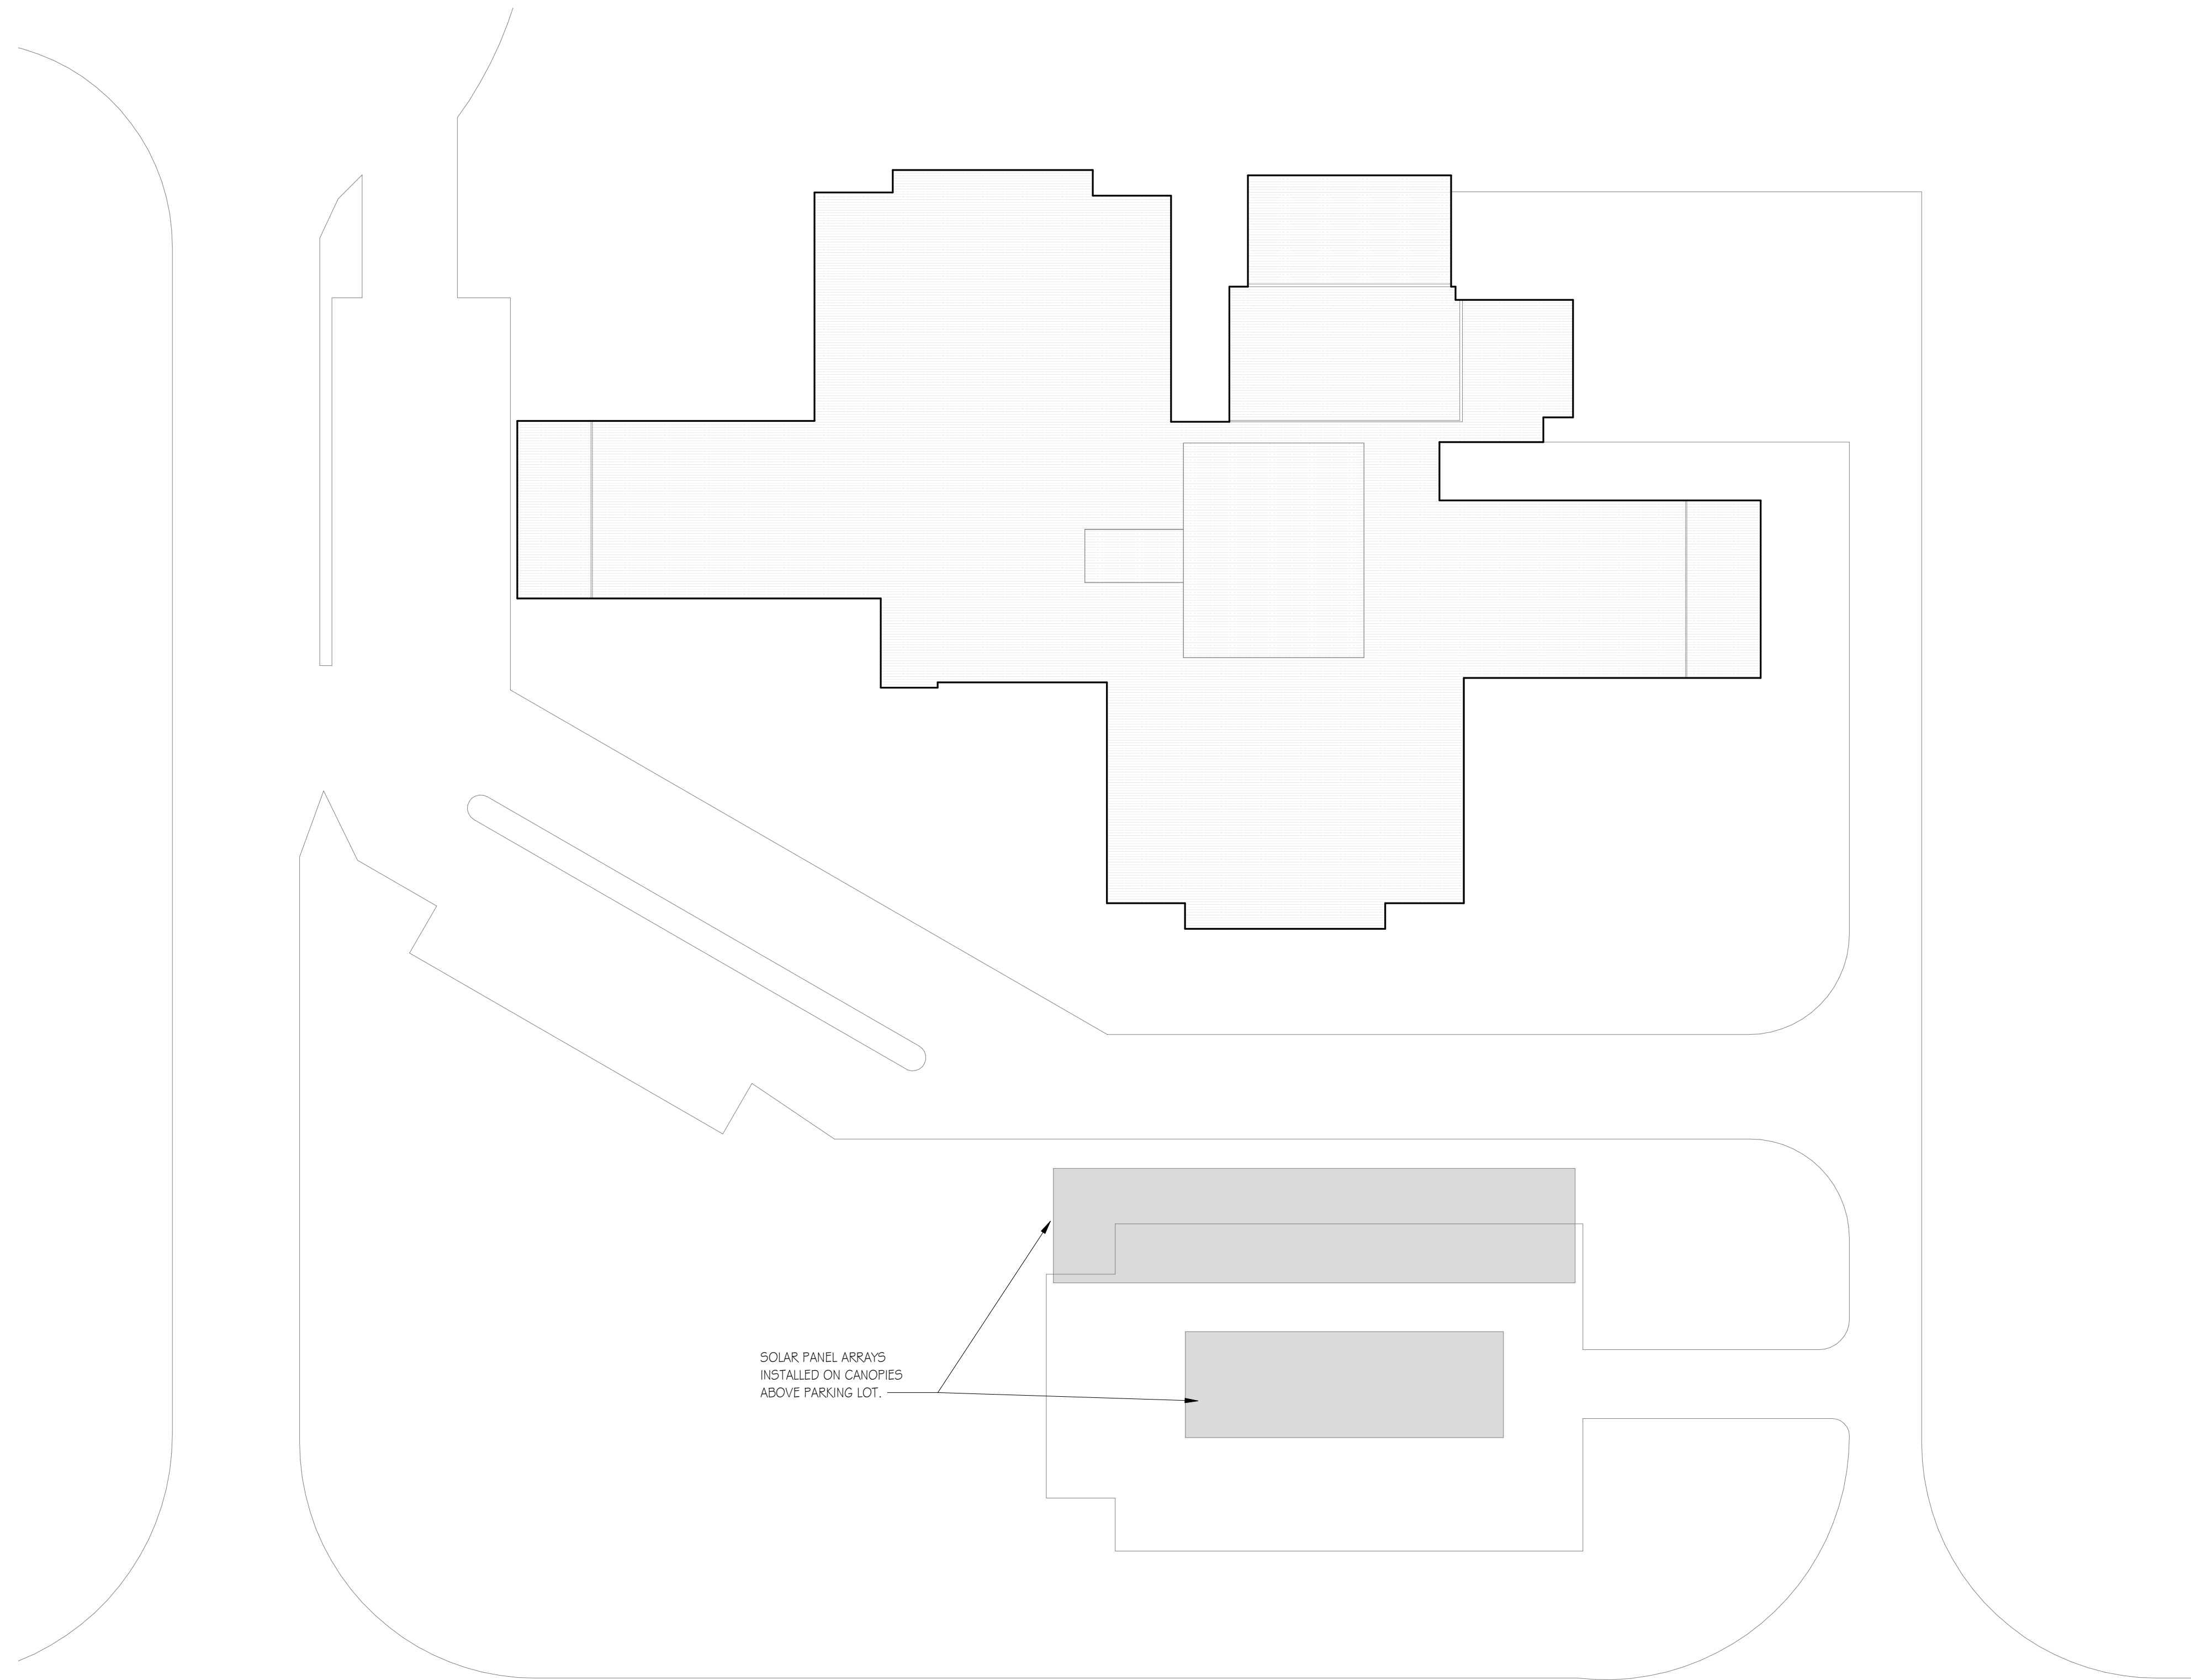 SOLAR PANEL ARRAYS
INSTALLED ON CANOPIES
ABOVE PARKING LOT.